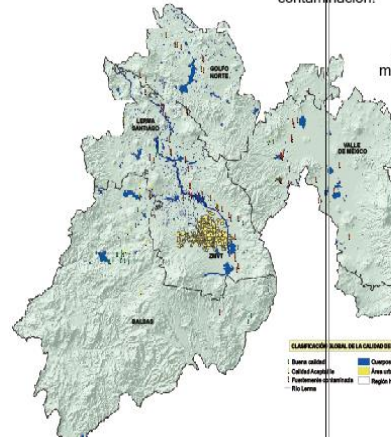 contaminación.
m
GOLFO
NORTE
LERMA
SANTIAGO
VALLE
DE MÉXICO
ZMVT
BALSAS
CLASIFICACIÓN GLOBAL DE LA CALIDAD DE
Buena calidad
Cuerpos
Calidad Aceptable
Área urb
Fuertemente contaminada
Región h
Río Lerma